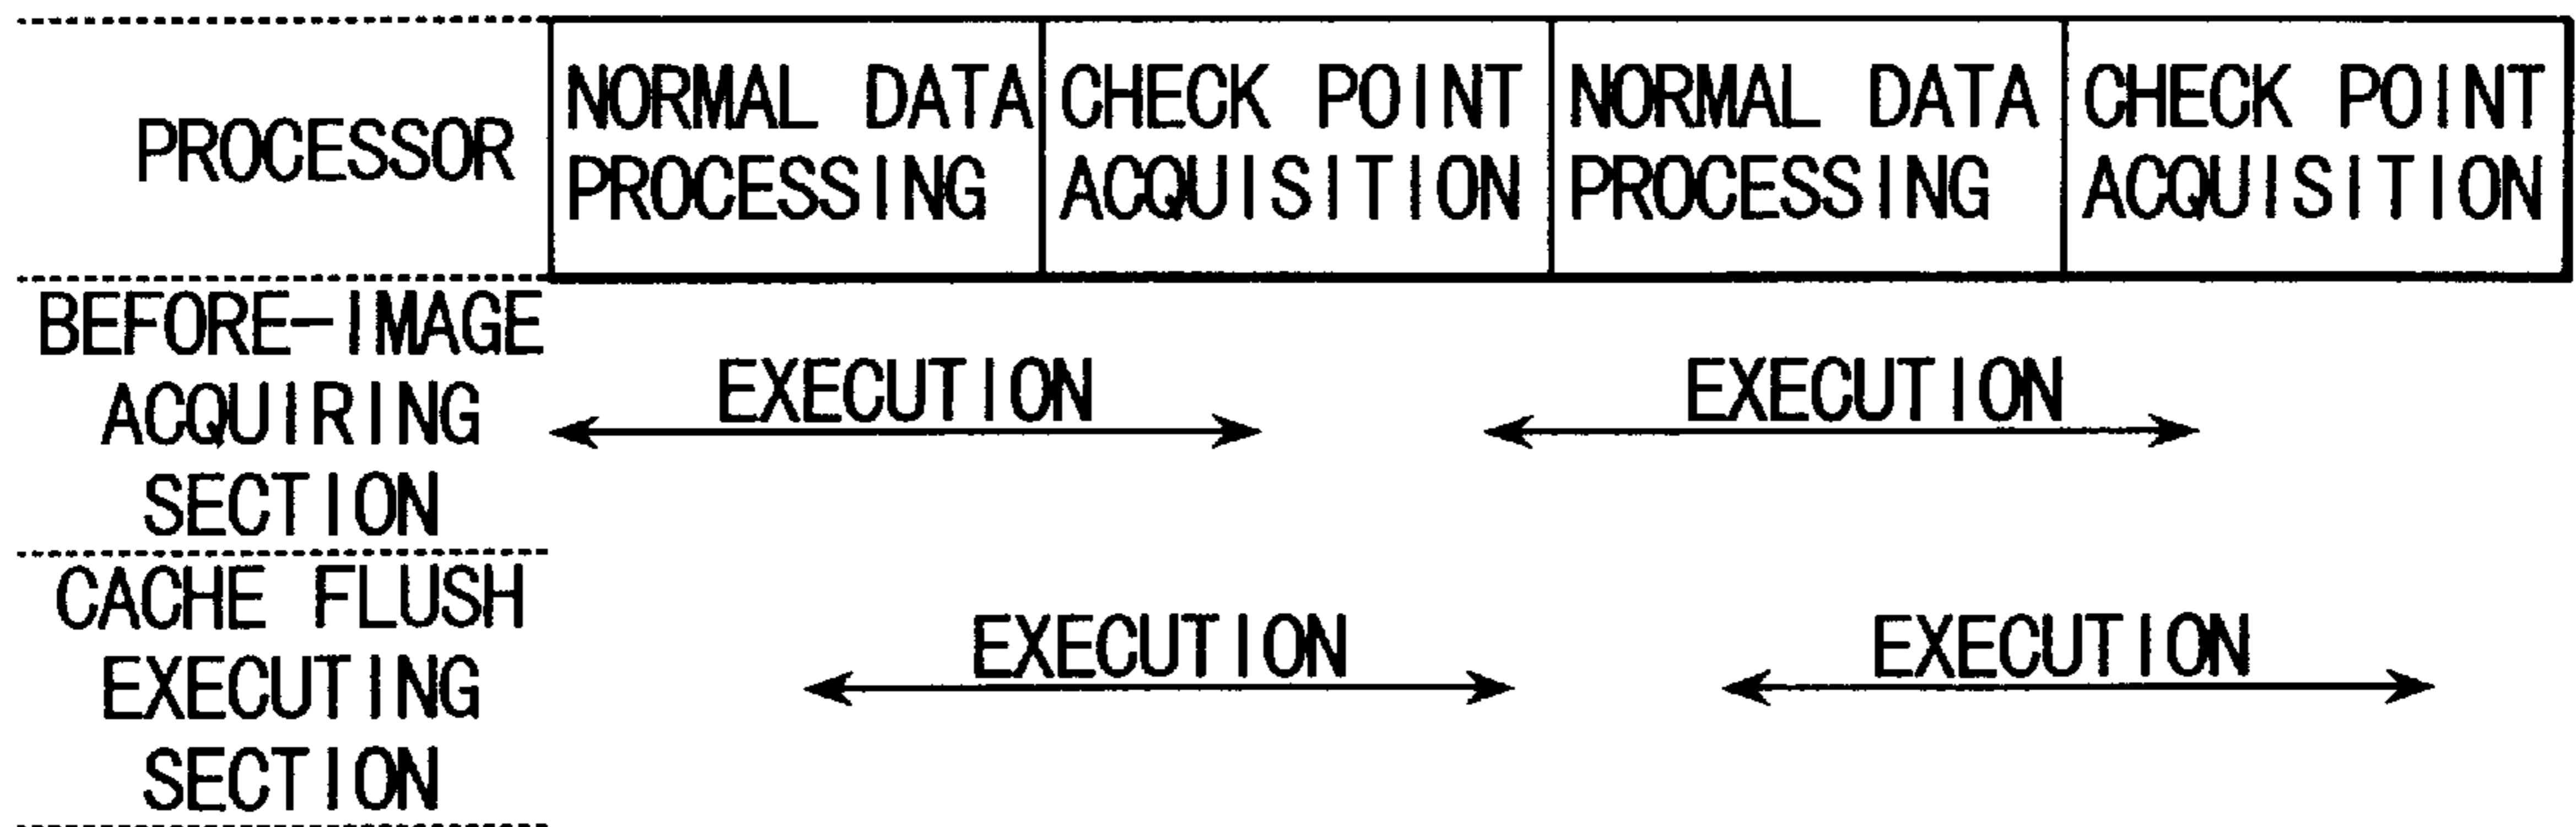 PROCESSOR
NORMAL DATA
PROCESSING
CHECK POINT
ACQUISITION
NORMAL DATA
PROCESSING
CHECK POINT
ACQUISITION
BEFORE-IMAGE
ACQUIRING
SECTION
EXECUTION
EXECUTION
CACHE FLUSH
EXECUTING
SECTION
EXECUTION
EXECUTION